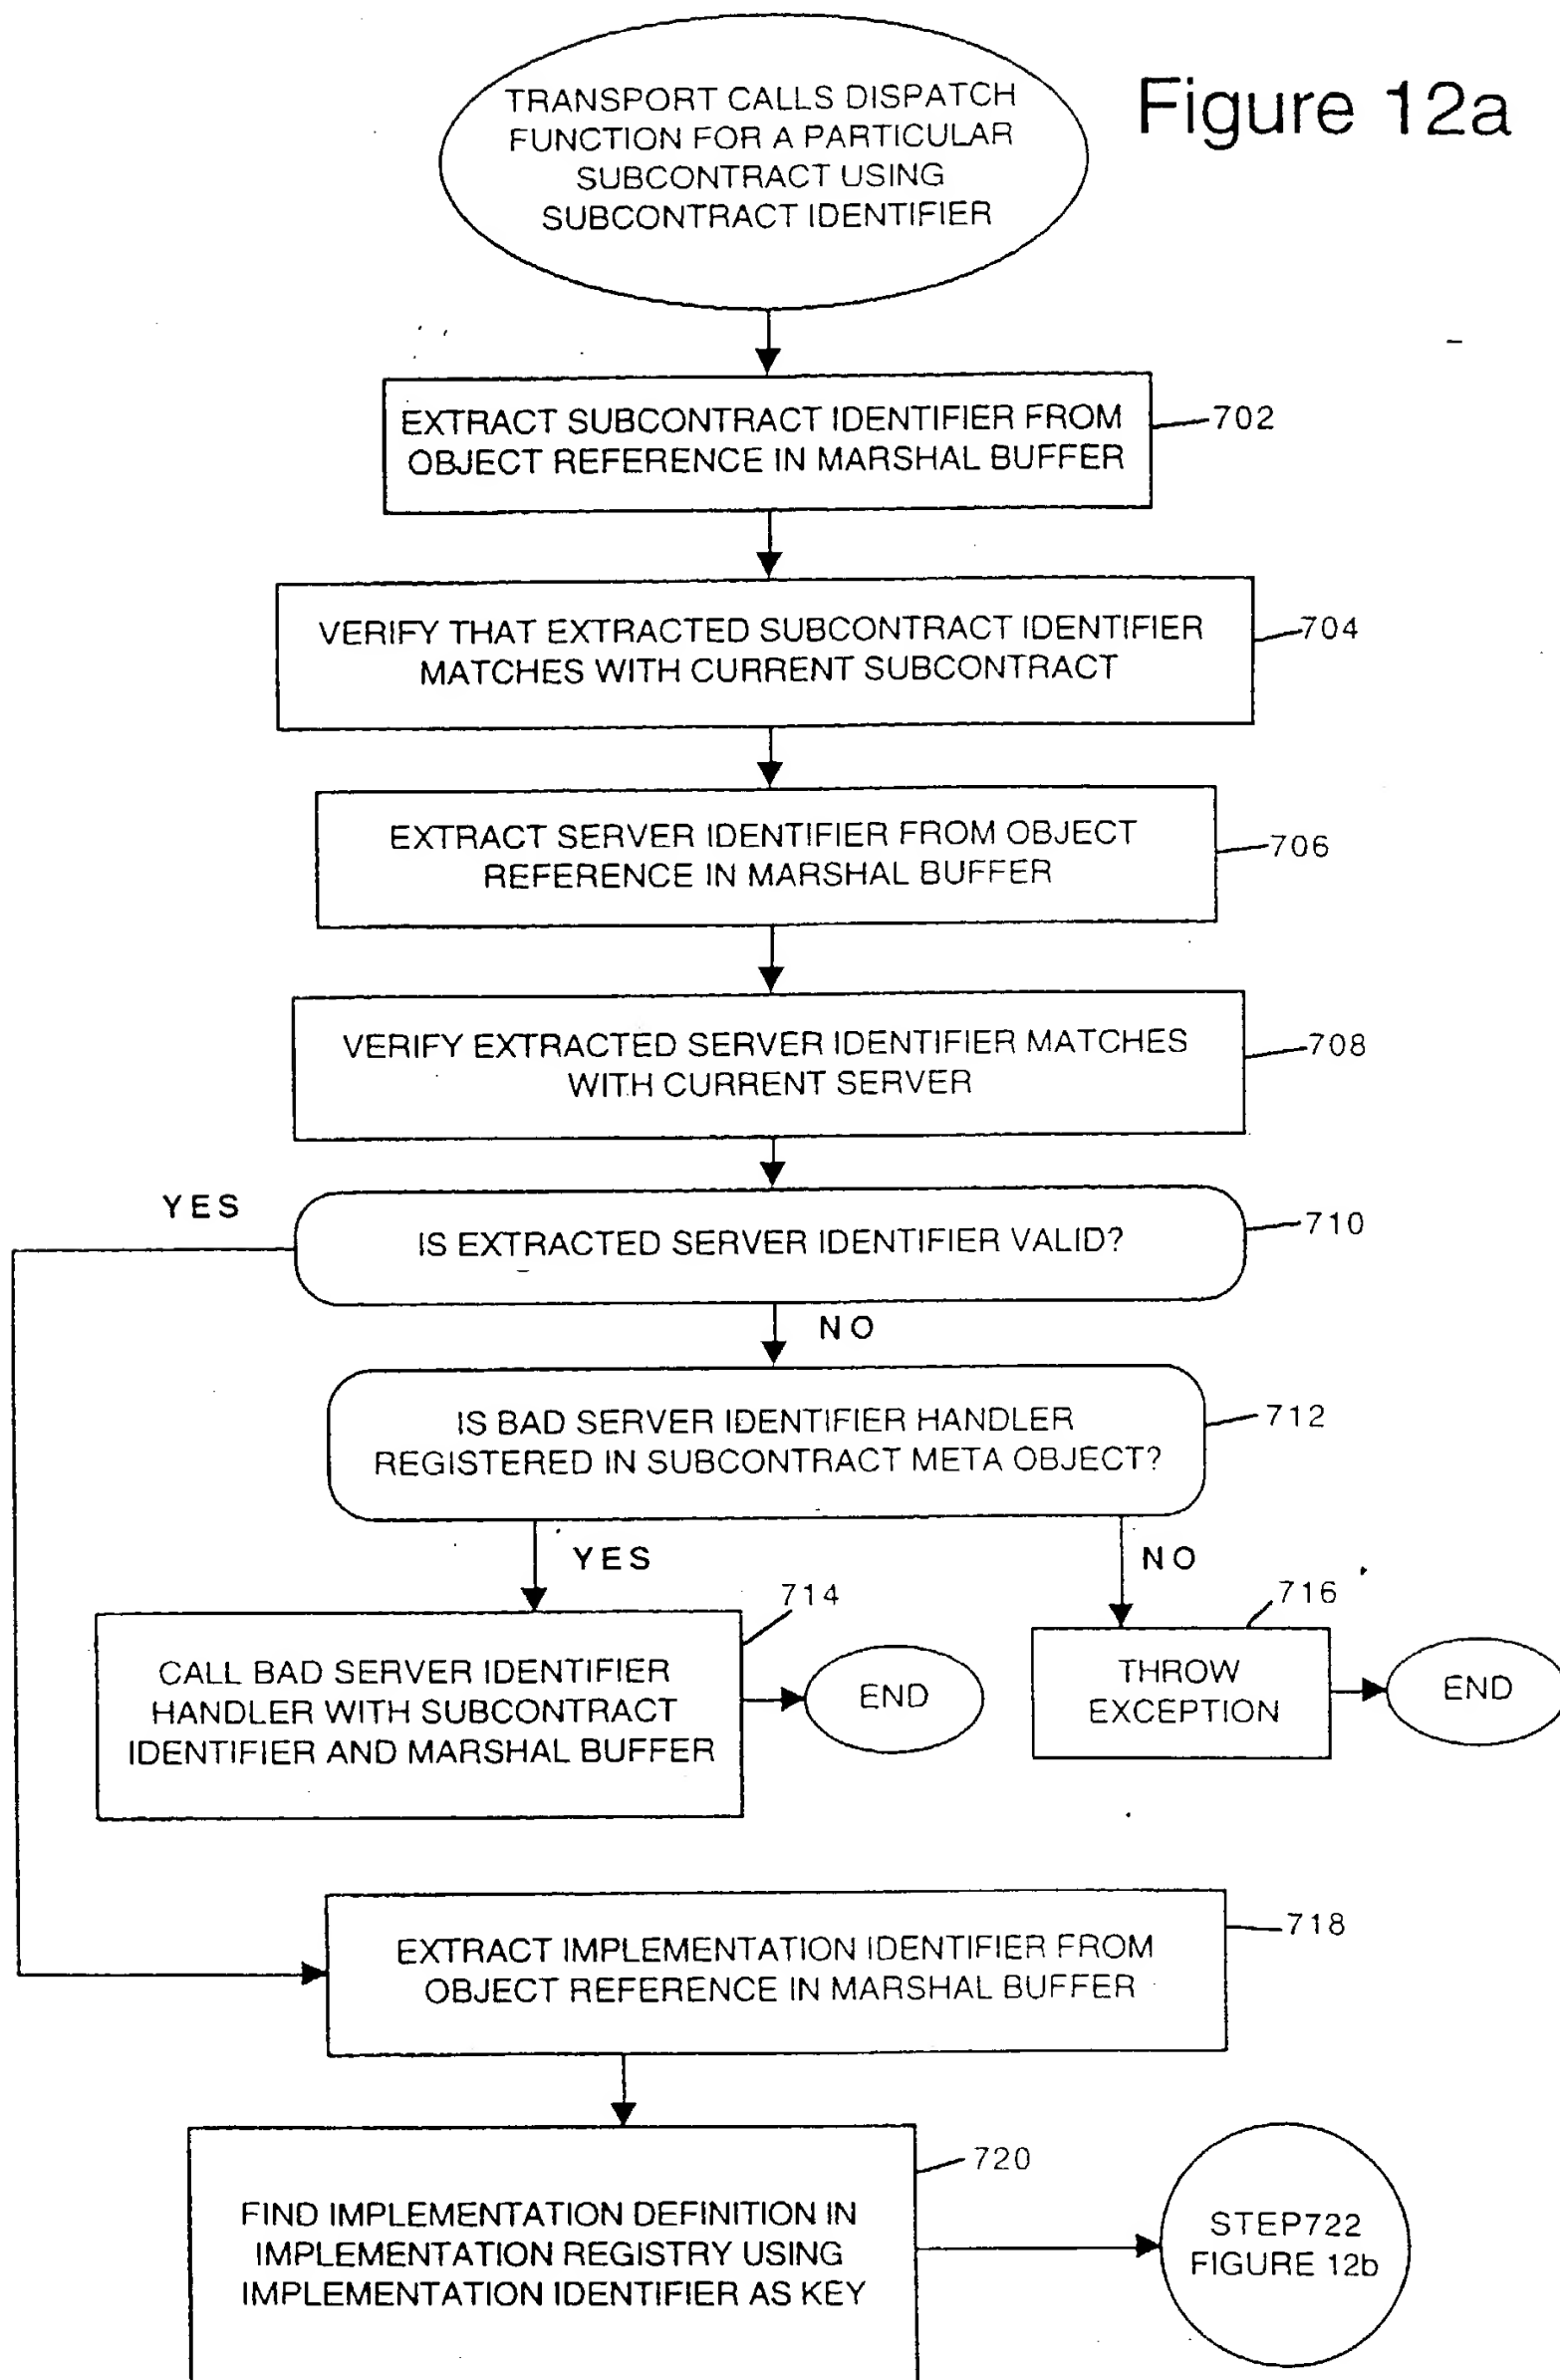 Figure 12a
TRANSPORT CALLS DISPATCH
FUNCTION FOR A PARTICULAR
SUBCONTRACT USING
SUBCONTRACT IDENTIFIER
EXTRACT SUBCONTRACT IDENTIFIER FROM
OBJECT REFERENCE IN MARSHAL BUFFER
702
VERIFY THAT EXTRACTED SUBCONTRACT IDENTIFIER
MATCHES WITH CURRENT SUBCONTRACT
704
EXTRACT SERVER IDENTIFIER FROM OBJECT
REFERENCE IN MARSHAL BUFFER
706
VERIFY EXTRACTED SERVER IDENTIFIER MATCHES
WITH CURRENT SERVER
708
YES
IS EXTRACTED SERVER IDENTIFIER VALID?
710
NO
IS BAD SERVER IDENTIFIER HANDLER
REGISTERED IN SUBCONTRACT META OBJECT?
712
YES
NO
714
716
CALL BAD SERVER IDENTIFIER
HANDLER WITH SUBCONTRACT
IDENTIFIER AND MARSHAL BUFFER
END
THROW
EXCEPTION
END
EXTRACT IMPLEMENTATION IDENTIFIER FROM
OBJECT REFERENCE IN MARSHAL BUFFER
718
720
FIND IMPLEMENTATION DEFINITION IN
IMPLEMENTATION REGISTRY USING
IMPLEMENTATION IDENTIFIER AS KEY
STEP722
FIGURE 12b